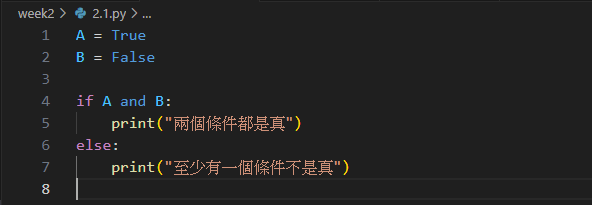 week2 > 2.1.py > ...
1 A = True
2 B = False
3
4 if A and B:
5     print("兩個條件都是真")
6 else:
7     print("至少有一個條件不是真")
8